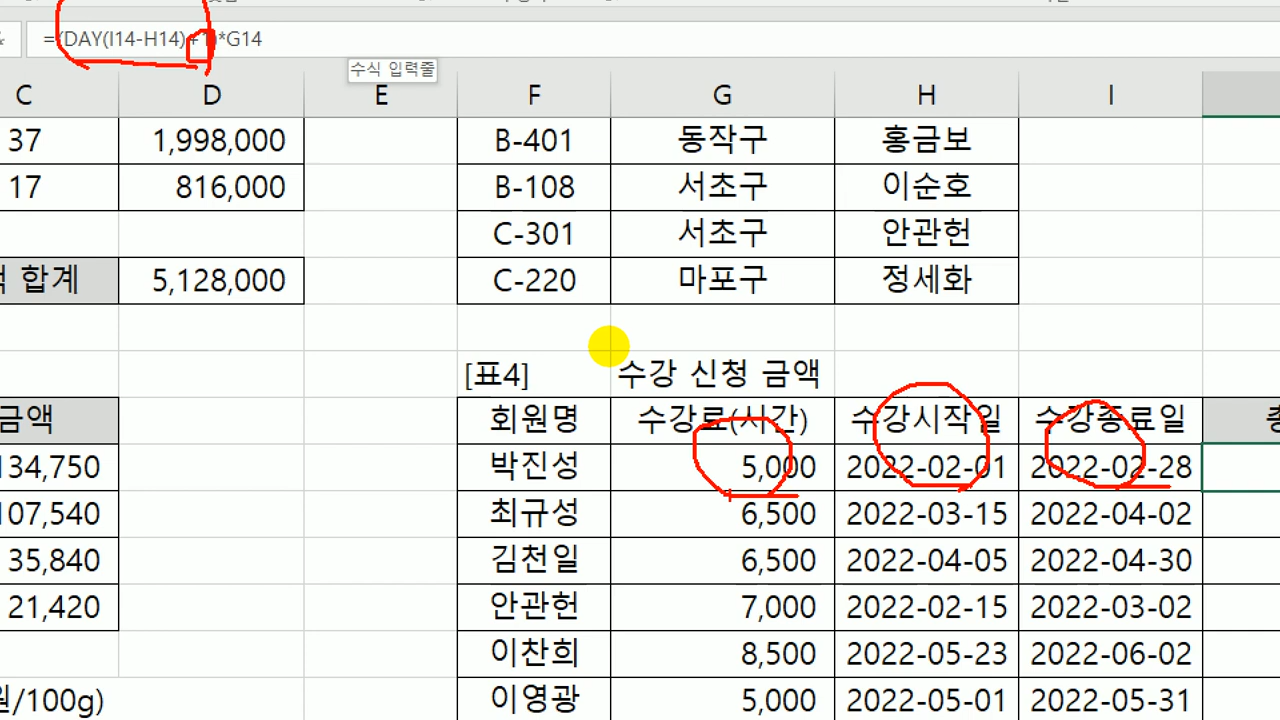 =(DAY(I14-H14)+1)*G14
수식 입력줄
C D E F G H I
37 1,998,000 B-401 동작구 홍금보
17 816,000 B-108 서초구 이순호
C-301 서초구 안관헌
합계 5,128,000 C-220 마포구 정세화
[표4] 수강 신청 금액
금액 회원명 수강료(시간) 수강시작일 수강종료일
134,750 박진성 5,000 2022-02-01 2022-02-28
107,540 최규성 6,500 2022-03-15 2022-04-02
35,840 김천일 6,500 2022-04-05 2022-04-30
21,420 안관헌 7,000 2022-02-15 2022-03-02
이찬희 8,500 2022-05-23 2022-06-02
원/100g) 이영광 5,000 2022-05-01 2022-05-31